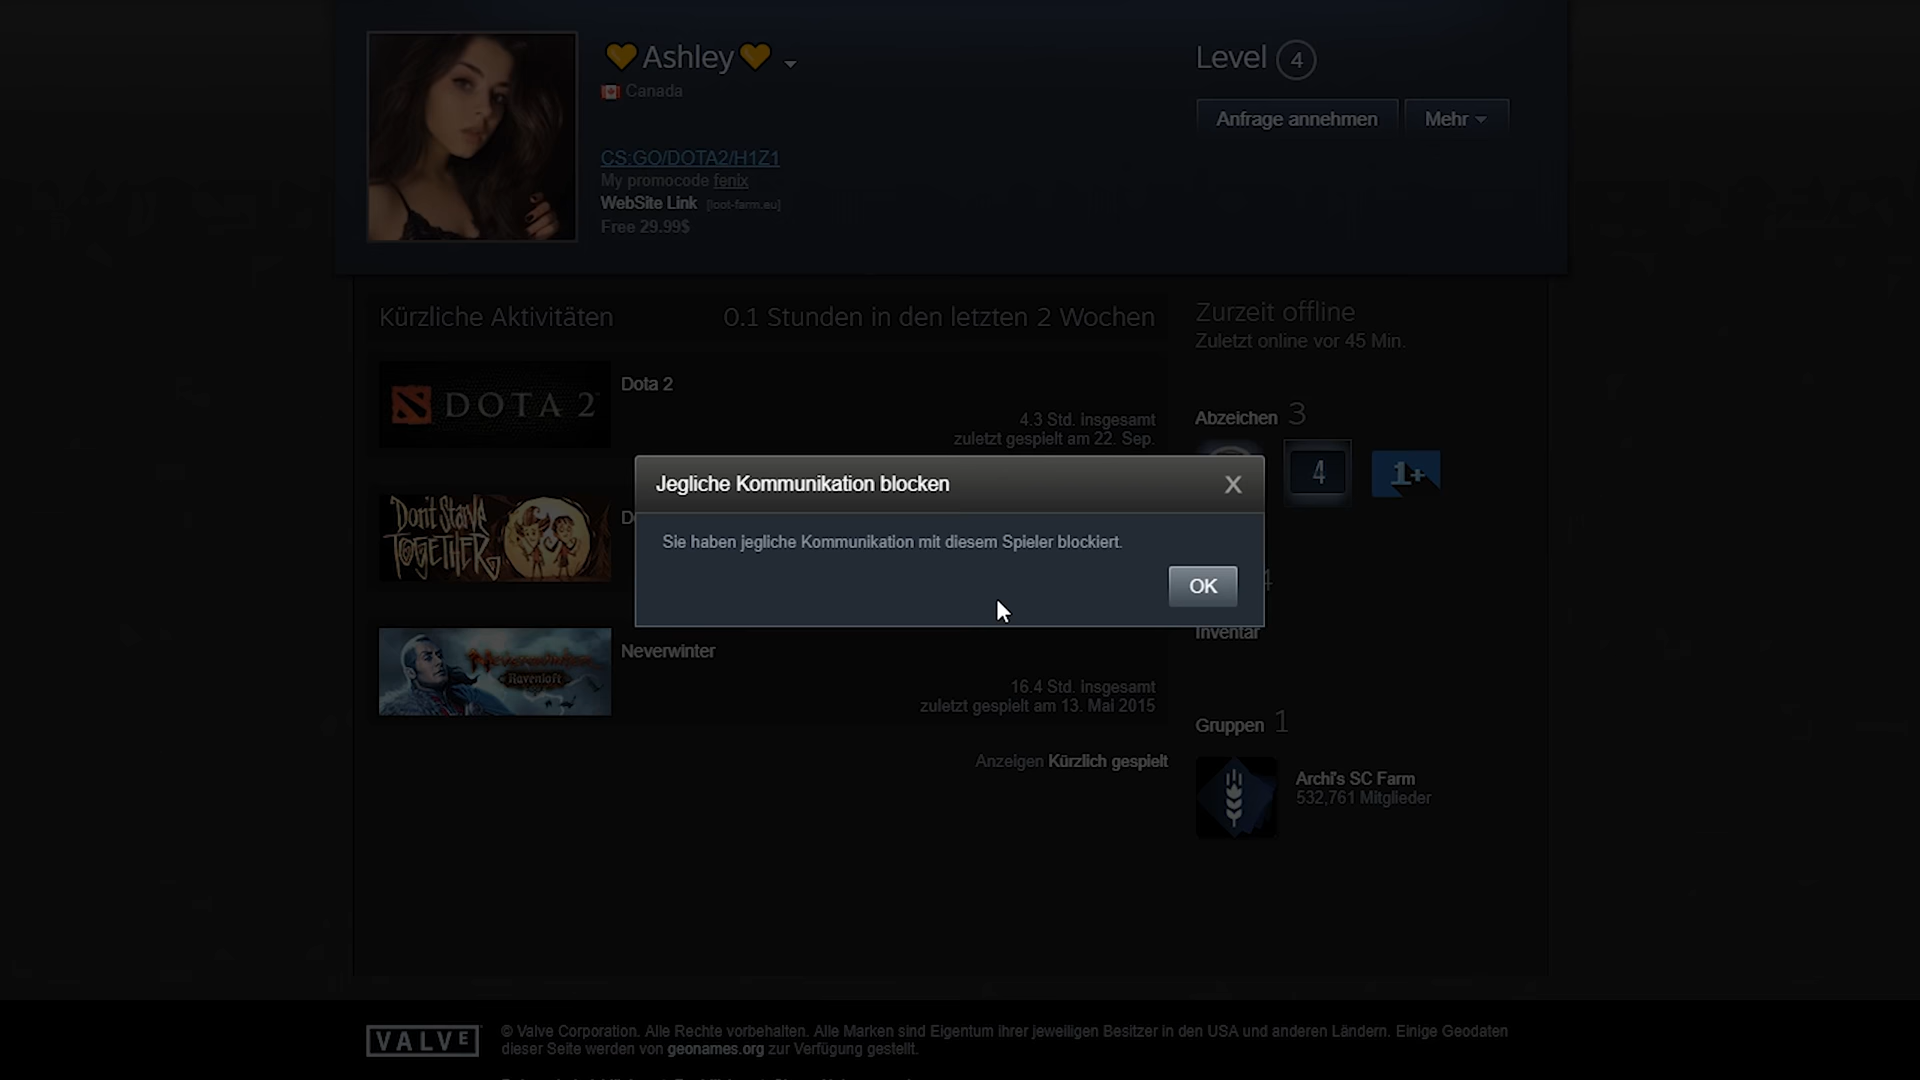 💛Ashley💛
Canada
CS:GO/DOTA2/H1Z1
My promocode fenix
WebSite Link [loot-farm.eu]
Free 29.99$
Level 4
Anfrage annehmen
Mehr
Kürzliche Aktivitäten
0.1 Stunden in den letzten 2 Wochen
DOTA 2
Dota 2
4.3 Std. insgesamt
zuletzt gespielt am 22. Sep.
Don't Starve
TOGETHER
Neverwinter
Ravenloft
Neverwinter
16.4 Std. insgesamt
zuletzt gespielt am 13. Mai 2015
Anzeigen Kürzlich gespielt
Jegliche Kommunikation blocken
X
Sie haben jegliche Kommunikation mit diesem Spieler blockiert.
OK
Zurzeit offline
Zuletzt online vor 45 Min.
Abzeichen 3
4
1+
Inventar
Gruppen 1
Archi's SC Farm
532,761 Mitglieder
VALVE
© Valve Corporation. Alle Rechte vorbehalten. Alle Marken sind Eigentum ihrer jeweiligen Besitzer in den USA und anderen Ländern. Einige Geodaten
dieser Seite werden von geonames.org zur Verfügung gestellt.